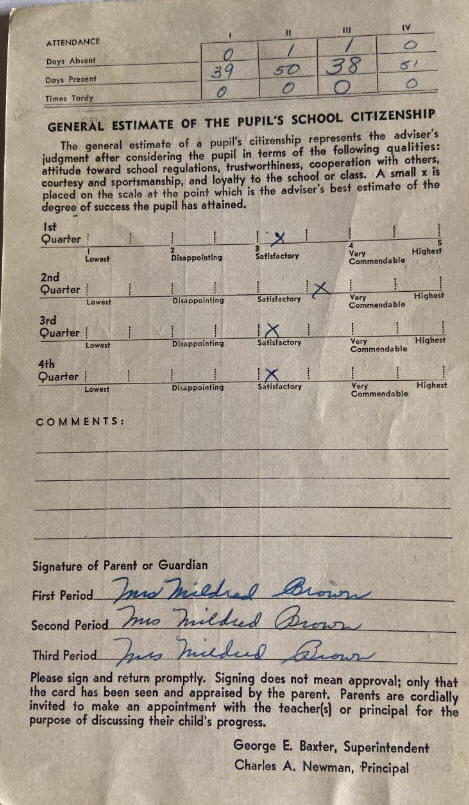 ATTENDANCE I II III IV
Days Absent 0 1 1 0
Days Present 39 50 38 51
Times Tardy 0 0 0 0
GENERAL ESTIMATE OF THE PUPIL'S SCHOOL CITIZENSHIP
The general estimate of a pupil's citizenship represents the adviser's
judgment after considering the pupil in terms of the following qualities:
attitude toward school regulations, trustworthiness, cooperation with others,
courtesy and sportsmanship, and loyalty to the school or class. A small x is
placed on the scale at the point which is the adviser's best estimate of the
degree of success the pupil has attained.
1st
Quarter x
1 2 3 4 5
Lowest Disappointing Satisfactory Very Highest
Commendable
2nd
Quarter x
Lowest Disappointing Satisfactory Very Highest
Commendable
3rd
Quarter x
Lowest Disappointing Satisfactory Very Highest
Commendable
4th
Quarter x
Lowest Disappointing Satisfactory Very Highest
Commendable
COMMENTS:
Signature of Parent or Guardian
First Period Mrs Mildred Brown
Second Period Mrs Mildred Brown
Third Period Mrs Mildred Brown
Please sign and return promptly. Signing does not mean approval; only that
the card has been seen and appraised by the parent. Parents are cordially
invited to make an appointment with the teacher(s) or principal for the
purpose of discussing their child's progress.
George E. Baxter, Superintendent
Charles A. Newman, Principal